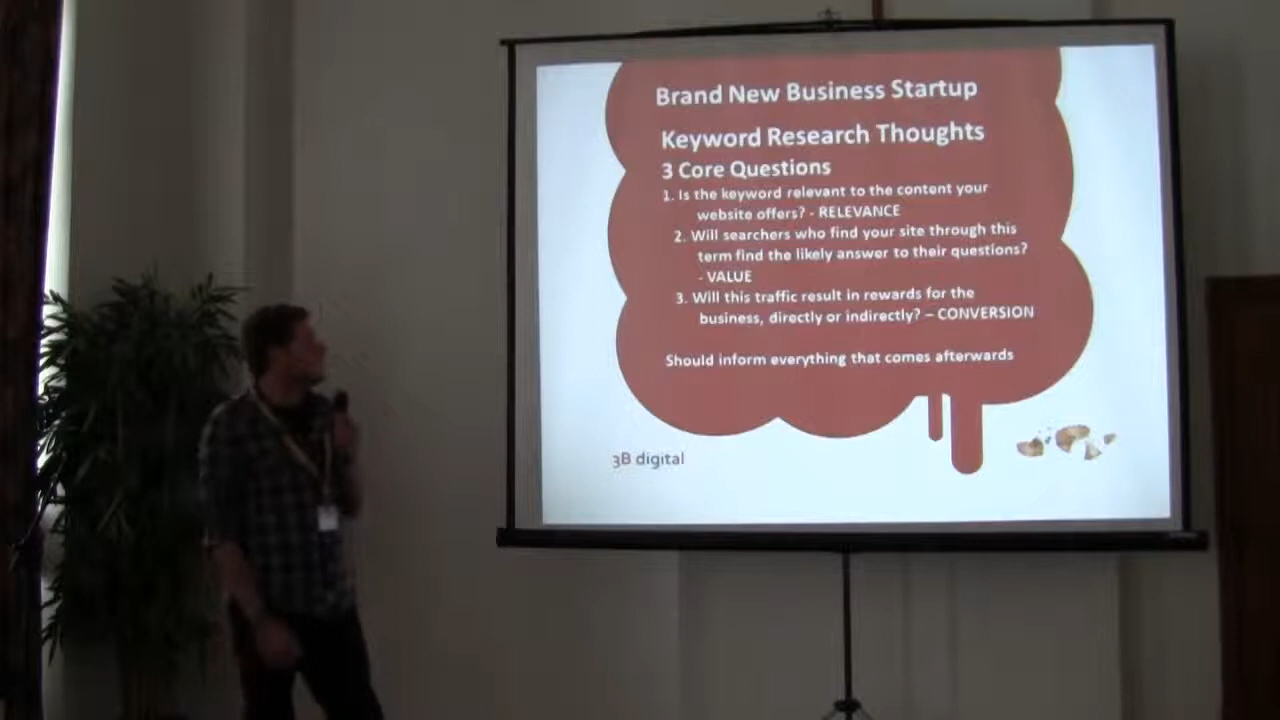 Brand New Business Startup
Keyword Research Thoughts
3 Core Questions
1. Is the keyword relevant to the content your
website offers? - RELEVANCE
2. Will searchers who find your site through this
term find the likely answer to their questions?
- VALUE
3. Will this traffic result in rewards for the
business, directly or indirectly? – CONVERSION
Should inform everything that comes afterwards
3B digital